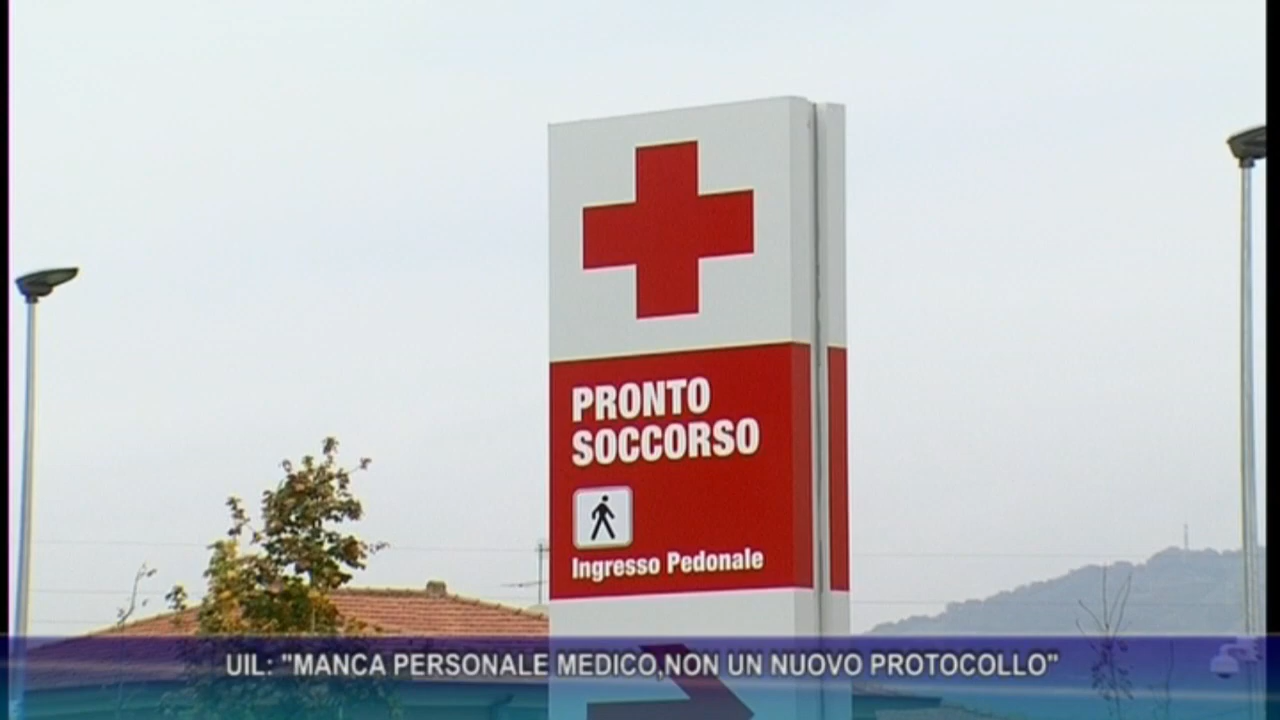 PRONTO
SOCCORSO
Ingresso Pedonale
UIL: "MANCA PERSONALE MEDICO,NON UN NUOVO PROTOCOLLO"